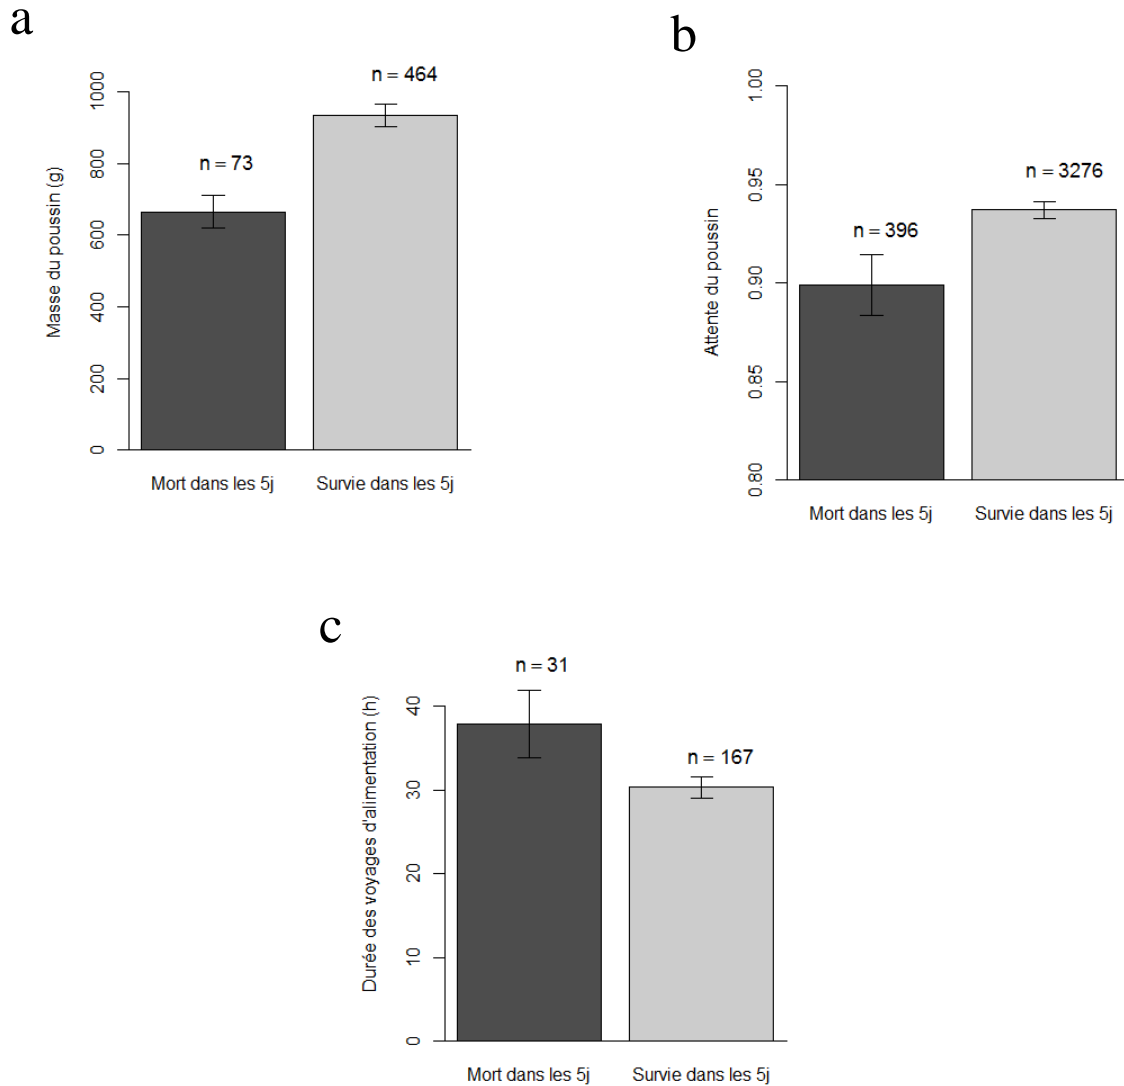 a
n = 464
n = 73
Masse du poussin (g)
1000
800
600
400
200
0
Mort dans les 5j
Survie dans les 5j
b
n = 3276
n = 396
Attente du poussin
1.00
0.95
0.90
0.85
0.80
Mort dans les 5j
Survie dans les 5j
c
n = 31
n = 167
Durée des voyages d'alimentation (h)
40
30
20
10
0
Mort dans les 5j
Survie dans les 5j